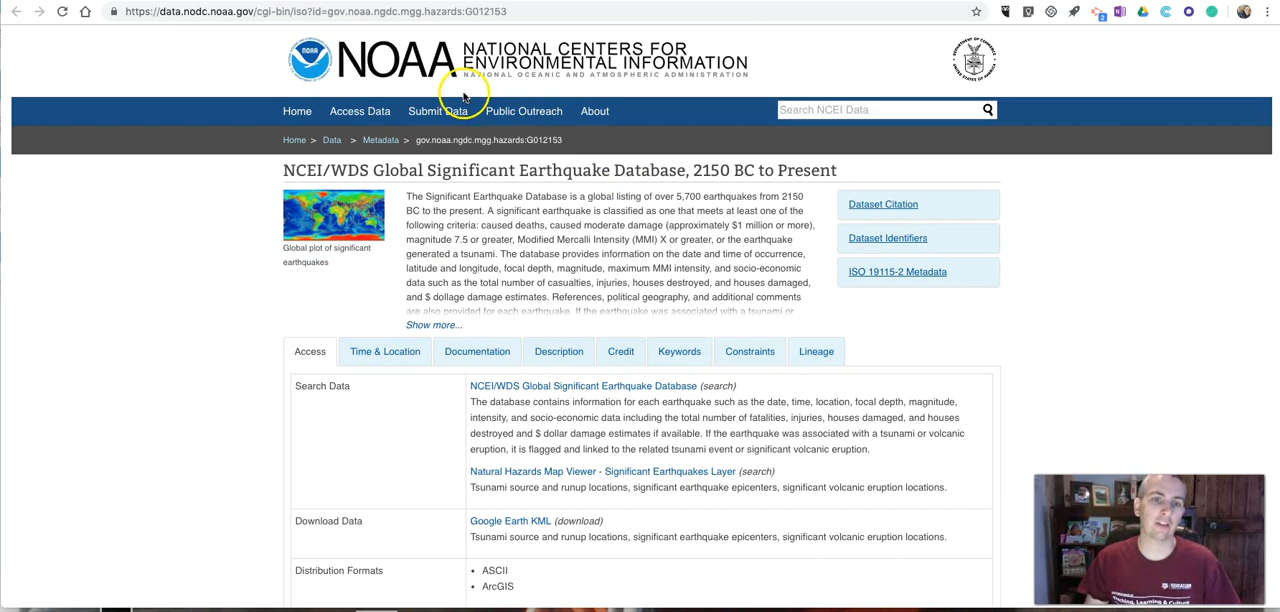 https://data.nodc.noaa.gov/cgi-bin/iso?id=gov.noaa.ngdc.mgg.hazards:G012153
2
NOAA
NOAA NATIONAL CENTERS FOR
ENVIRONMENTAL INFORMATION
NATIONAL OCEANIC AND ATMOSPHERIC ADMINISTRATION
Home Access Data Submit Data Public Outreach About Search NCEI Data
Home > Data > Metadata > gov.noaa.ngdc.mgg.hazards:G012153
NCEI/WDS Global Significant Earthquake Database, 2150 BC to Present
Global plot of significant
earthquakes
The Significant Earthquake Database is a global listing of over 5,700 earthquakes from 2150
BC to the present. A significant earthquake is classified as one that meets at least one of the
following criteria: caused deaths, caused moderate damage (approximately $1 million or more),
magnitude 7.5 or greater, Modified Mercalli Intensity (MMI) X or greater, or the earthquake
generated a tsunami. The database provides information on the date and time of occurrence,
latitude and longitude, focal depth, magnitude, maximum MMI intensity, and socio-economic
data such as the total number of casualties, injuries, houses destroyed, and houses damaged,
and $ dollage damage estimates. References, political geography, and additional comments
are also provided for each earthquake. If the earthquake was associated with a tsunami or
Show more...
Dataset Citation
Dataset Identifiers
ISO 19115-2 Metadata
Access Time & Location Documentation Description Credit Keywords Constraints Lineage
Search Data
NCEI/WDS Global Significant Earthquake Database (search)
The database contains information for each earthquake such as the date, time, location, focal depth, magnitude,
intensity, and socio-economic data including the total number of fatalities, injuries, houses damaged, and houses
destroyed and $ dollar damage estimates if available. If the earthquake was associated with a tsunami or volcanic
eruption, it is flagged and linked to the related tsunami event or significant volcanic eruption.
Natural Hazards Map Viewer - Significant Earthquakes Layer (search)
Tsunami source and runup locations, significant earthquake epicenters, significant volcanic eruption locations.
Download Data
Google Earth KML (download)
Tsunami source and runup locations, significant earthquake epicenters, significant volcanic eruption locations.
Distribution Formats
• ASCII
• ArcGIS
Teaching, Learning & Culture